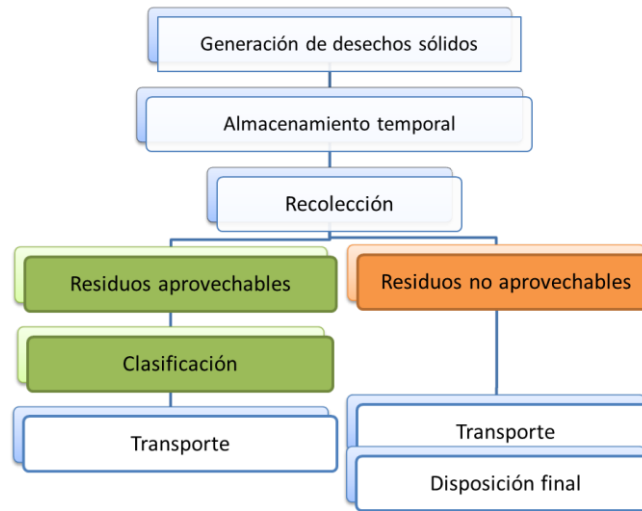 Generación de desechos sólidos
Almacenamiento temporal
Recolección
Residuos aprovechables
Residuos no aprovechables
Clasificación
Transporte
Transporte
Disposición final